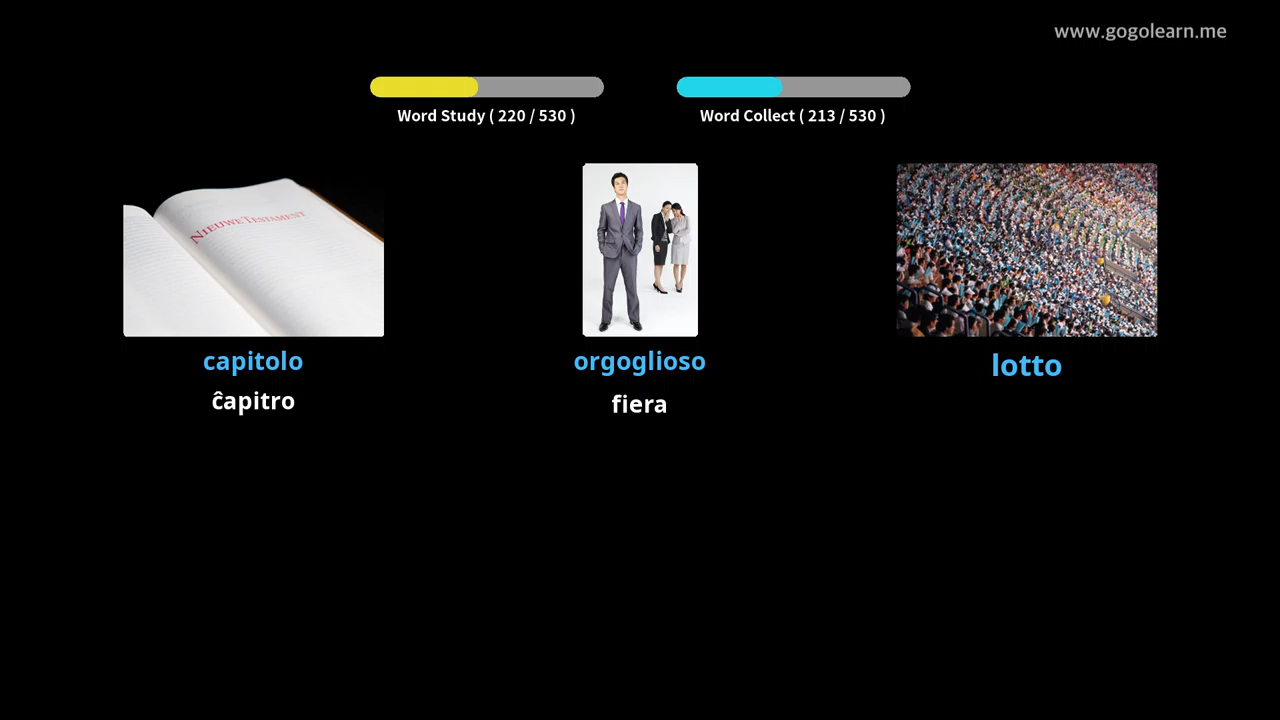 www.gogolearn.me
Word Study ( 220 / 530 )
Word Collect ( 213 / 530 )
NIEUWE TESTAMENT
capitolo
orgoglioso
lotto
ĉapitro
fiera